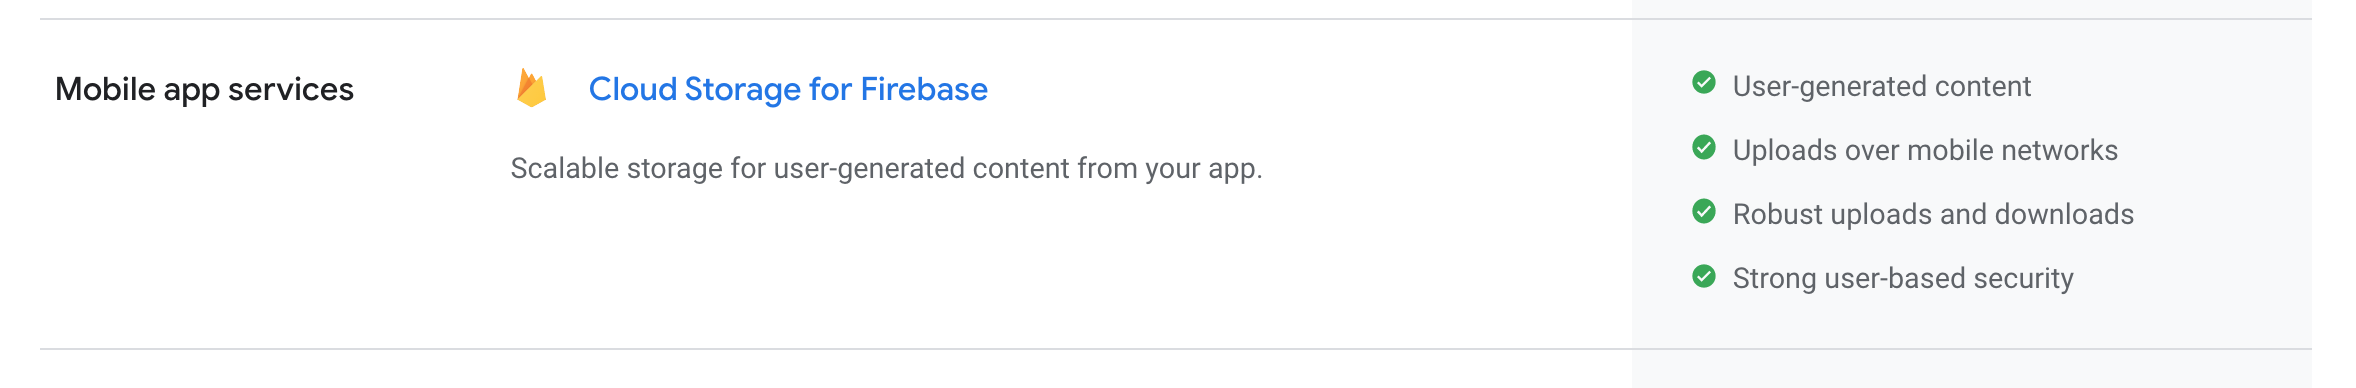 Mobile app services
Cloud Storage for Firebase
Scalable storage for user-generated content from your app.
User-generated content
Uploads over mobile networks
Robust uploads and downloads
Strong user-based security